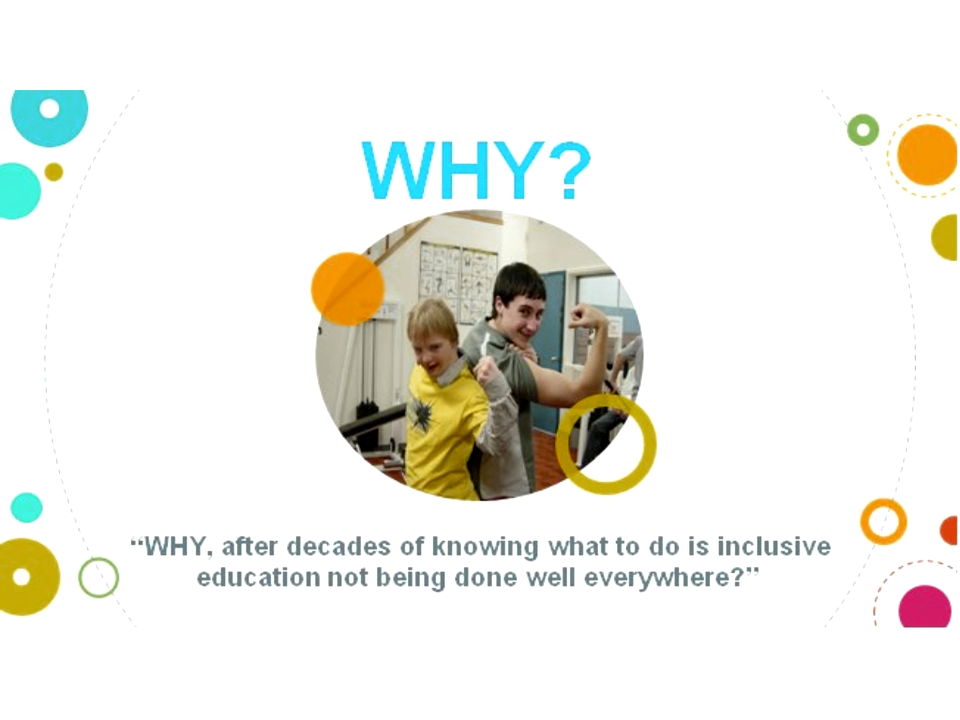 WHY?
“WHY, after decades of knowing what to do is inclusive
education not being done well everywhere?”